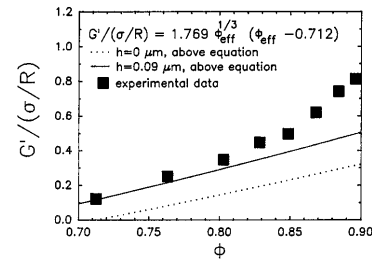 1.2
1.0
0.8
0.6
0.4
0.2
0.0
G'/(σ/R)
G'/(σ/R) = 1.769 ϕeff^1/3 (ϕeff −0.712)
h=0 μm, above equation
h=0.09 μm, above equation
experimental data
0.70 0.75 0.80 0.85 0.90
ϕ